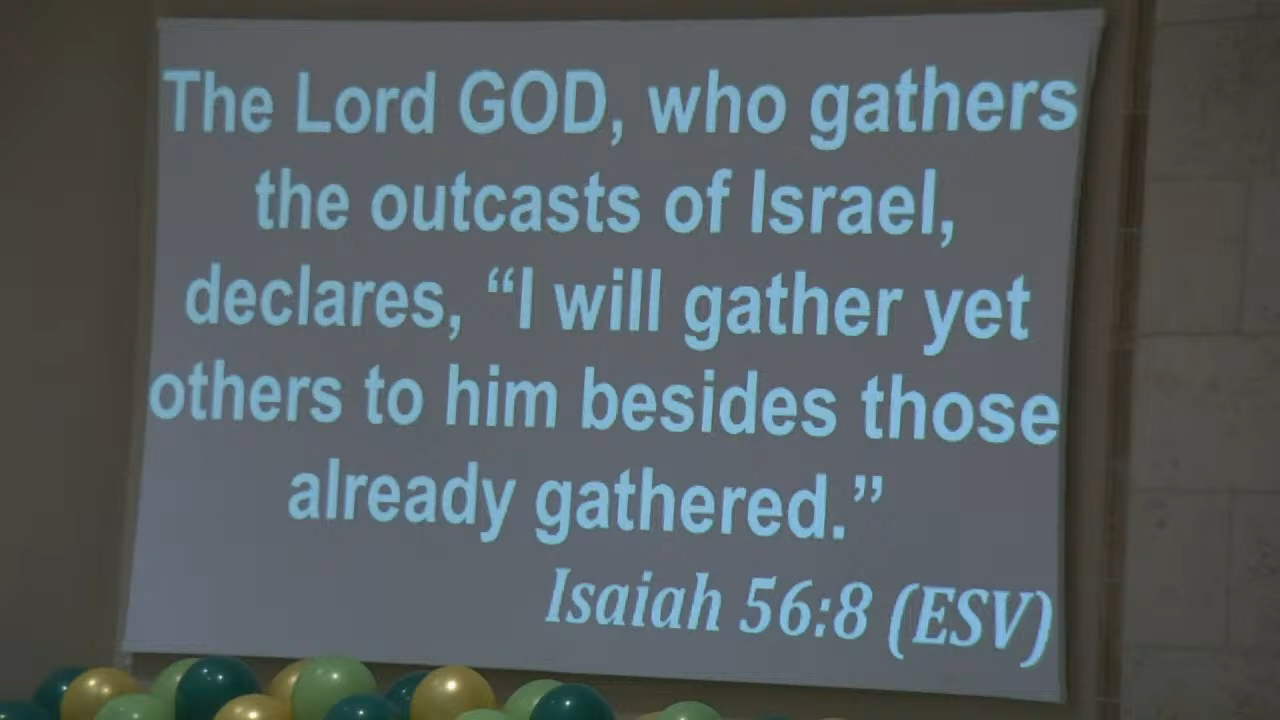 The Lord GOD, who gathers
the outcasts of Israel,
declares, “I will gather yet
others to him besides those
already gathered.”
Isaiah 56:8 (ESV)